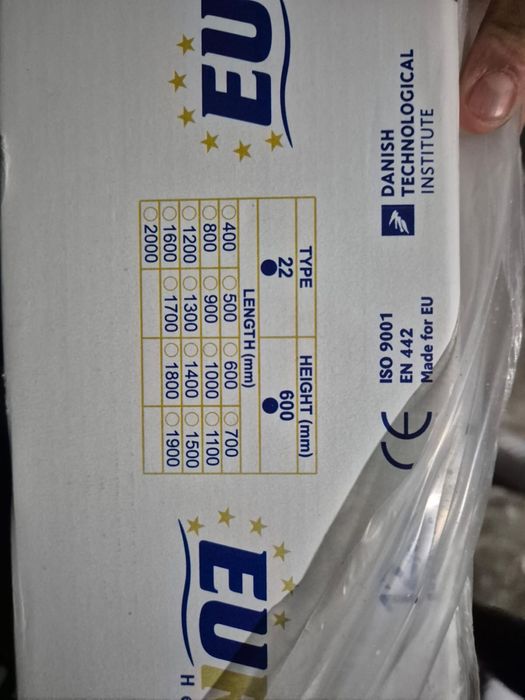 EU
DANISH
TECHNOLOGICAL
INSTITUTE
TYPE HEIGHT (mm)
22 600
LENGTH (mm)
400 500 600 700
800 900 1000 1100
1200 1300 1400 1500
1600 1700 1800 1900
2000
ISO 9001
EN 442
Made for EU
CE
EU